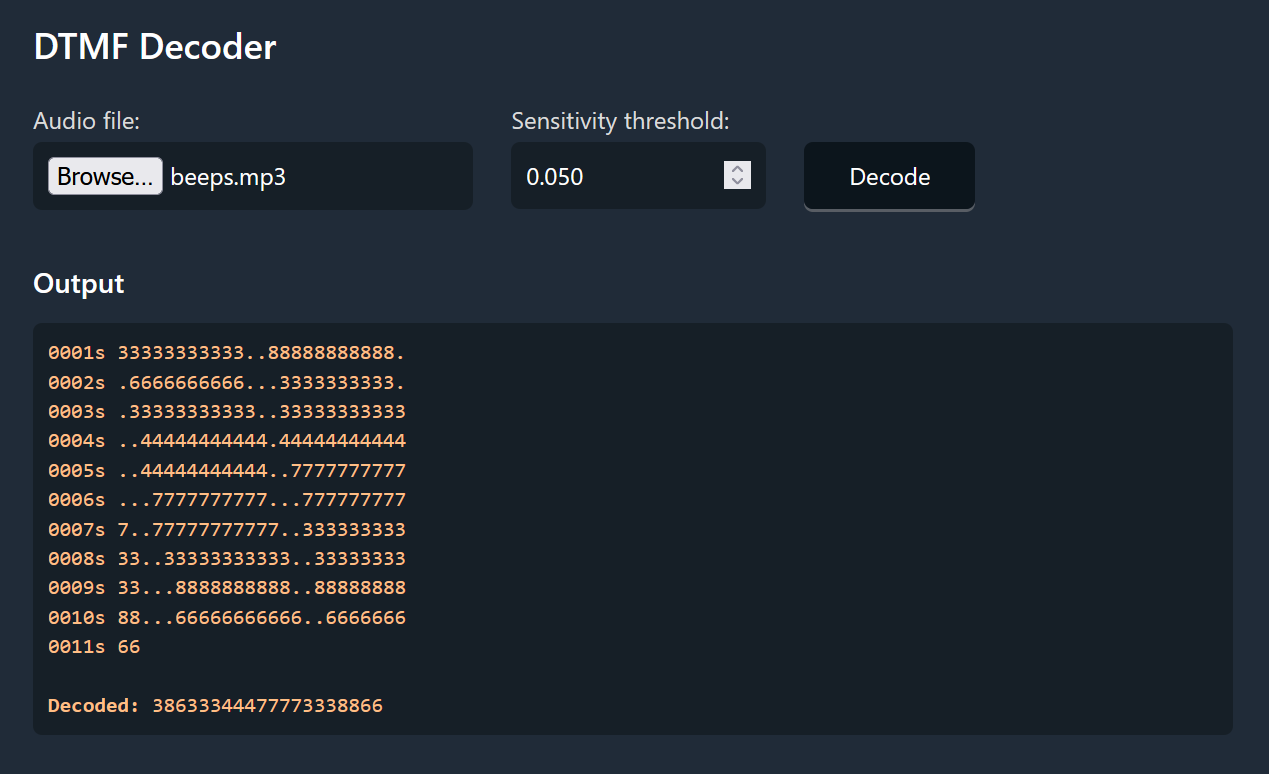 DTMF Decoder
Audio file:
Sensitivity threshold:
Browse... beeps.mp3
0.050
Decode
Output
0001s 33333333333..88888888888.
0002s .6666666666...3333333333.
0003s .33333333333..33333333333
0004s ..44444444444.44444444444
0005s ..44444444444..7777777777
0006s ...7777777777...777777777
0007s 7..77777777777..333333333
0008s 33..33333333333..33333333
0009s 33...8888888888..88888888
0010s 88...66666666666..6666666
0011s 66
Decoded: 38633344477773338866